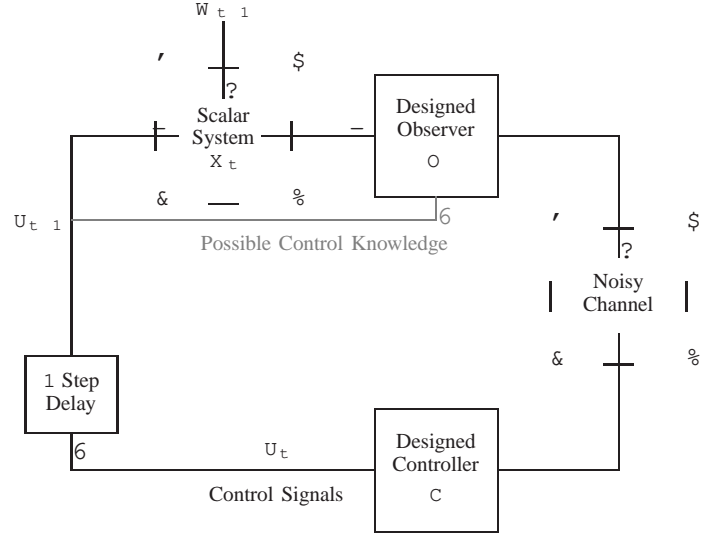 W t 1
' $
?
Scalar
System
X t
& %
Designed
Observer
O
U t 1
6
Possible Control Knowledge
' $
?
Noisy
Channel
& %
1 Step
Delay
6
U t
Control Signals
Designed
Controller
C